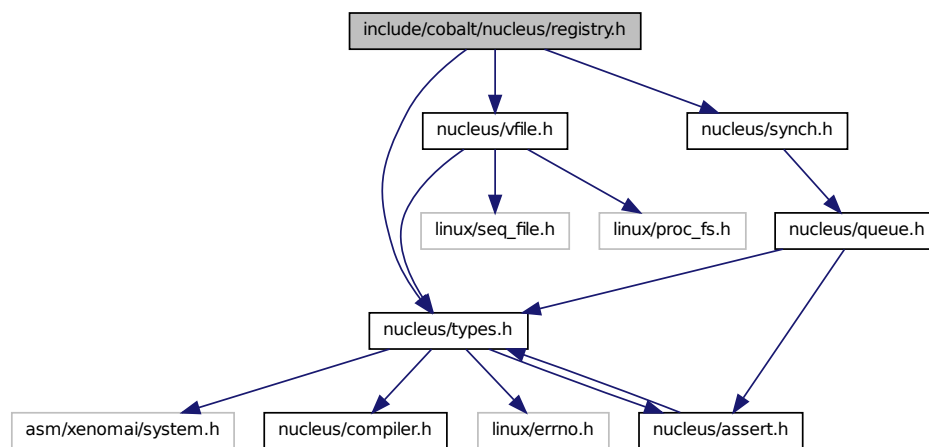 include/cobalt/nucleus/registry.h
nucleus/vfile.h
nucleus/synch.h
linux/seq_file.h
linux/proc_fs.h
nucleus/queue.h
nucleus/types.h
asm/xenomai/system.h
nucleus/compiler.h
linux/errno.h
nucleus/assert.h